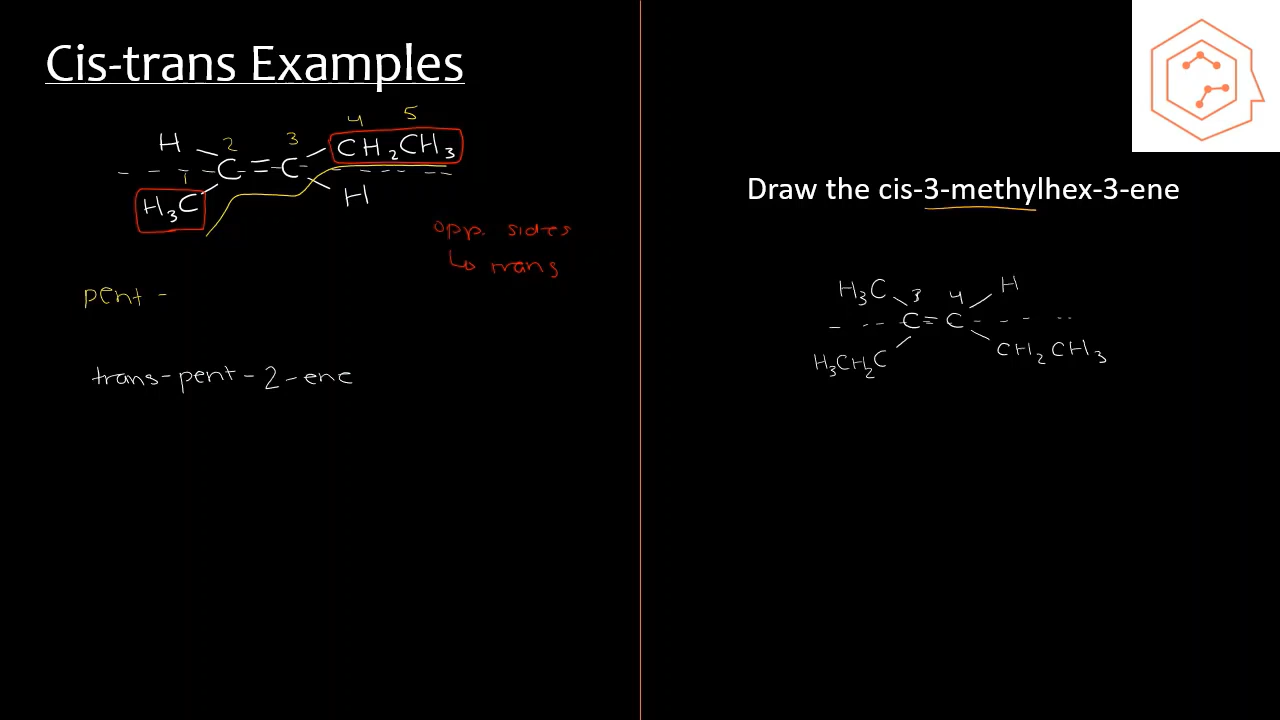 Cis-trans Examples
4 5
H 2 3 CH2CH3
C = C
1
H3C H
opp. sides
↳ trans
pent -
trans-pent-2-ene
Draw the cis-3-methylhex-3-ene
H3C 3 4 H
C = C
H3CH2C CH2CH3